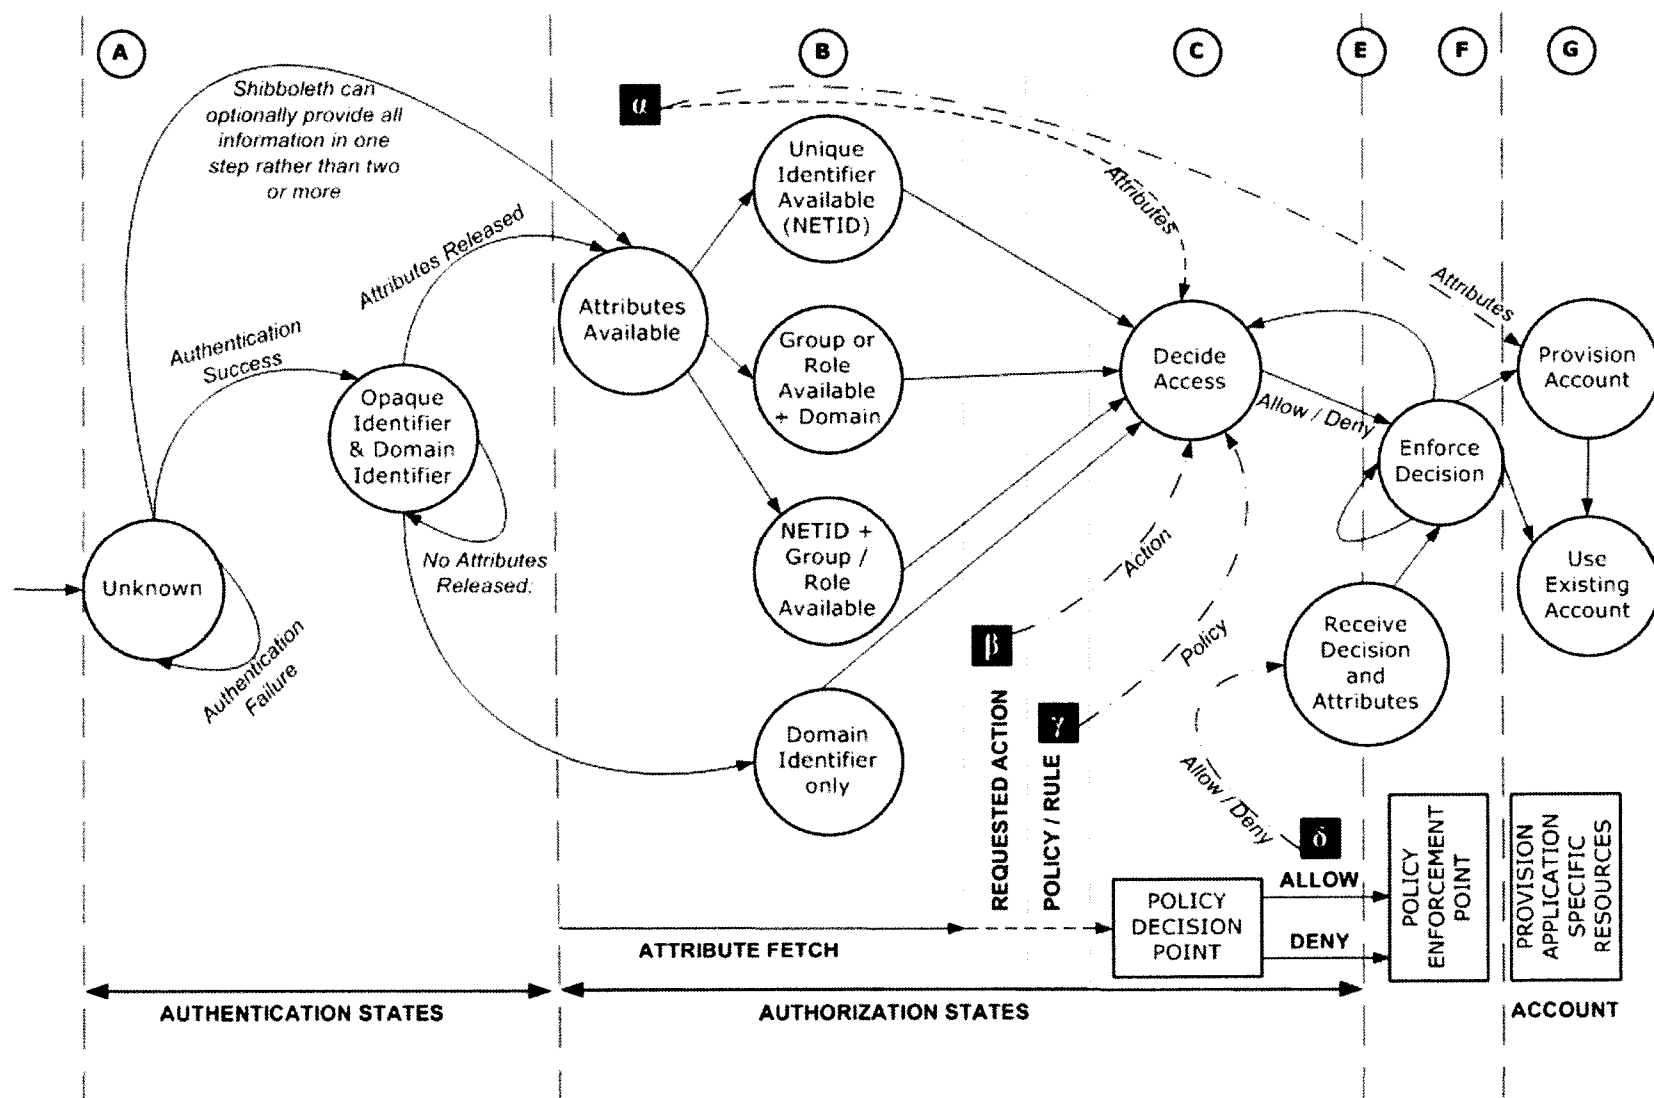 A
B
C
E
F
G
Shibboleth can
optionally provide all
information in one
step rather than two
or more
α
Unique
Identifier
Available
(NETID)
Attributes
Attributes Released
Attributes
Available
Attributes
Authentication
Success
Group or
Role
Available
+ Domain
Decide
Access
Provision
Account
Opaque
Identifier
& Domain
Identifier
Allow / Deny
Enforce
Decision
No Attributes
Released.
NETID +
Group /
Role
Available
Action
Use
Existing
Account
Unknown
Authentication
Failure
β
Policy
Receive
Decision
and
Attributes
γ
Domain
Identifier
only
REQUESTED ACTION
POLICY / RULE
Allow / Deny
δ
ALLOW
DENY
POLICY
DECISION
POINT
POLICY
ENFORCEMENT
POINT
PROVISION
APPLICATION
SPECIFIC
RESOURCES
ATTRIBUTE FETCH
AUTHENTICATION STATES
AUTHORIZATION STATES
ACCOUNT